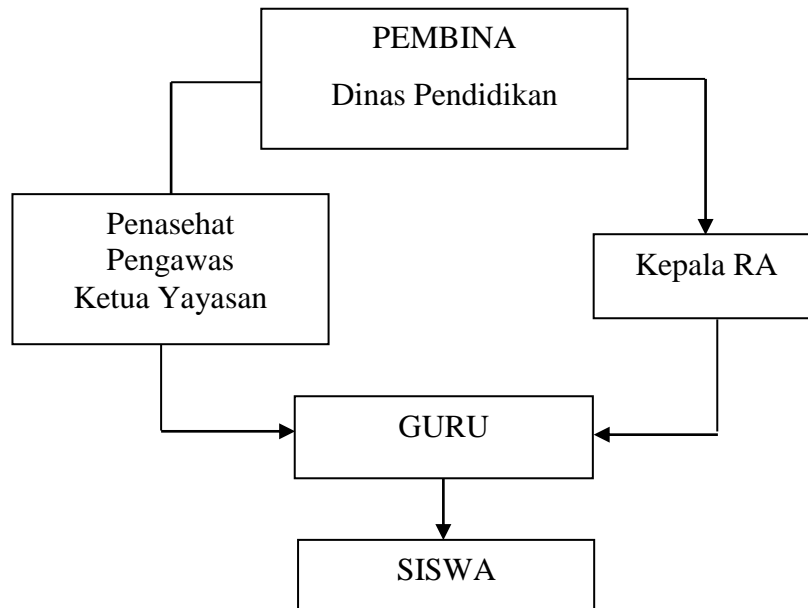 PEMBINA
Dinas Pendidikan
Penasehat
Pengawas
Ketua Yayasan
Kepala RA
GURU
SISWA